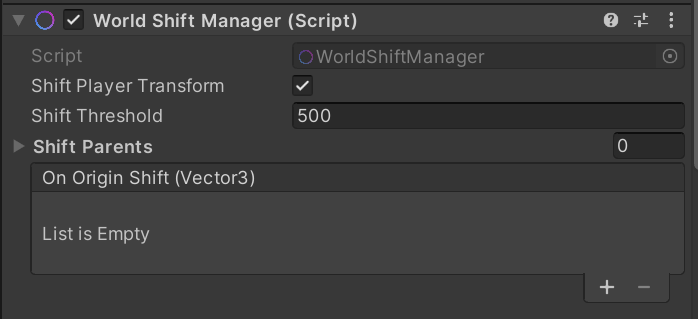 World Shift Manager (Script)
Script WorldShiftManager
Shift Player Transform
Shift Threshold 500
Shift Parents 0
On Origin Shift (Vector3)
List is Empty